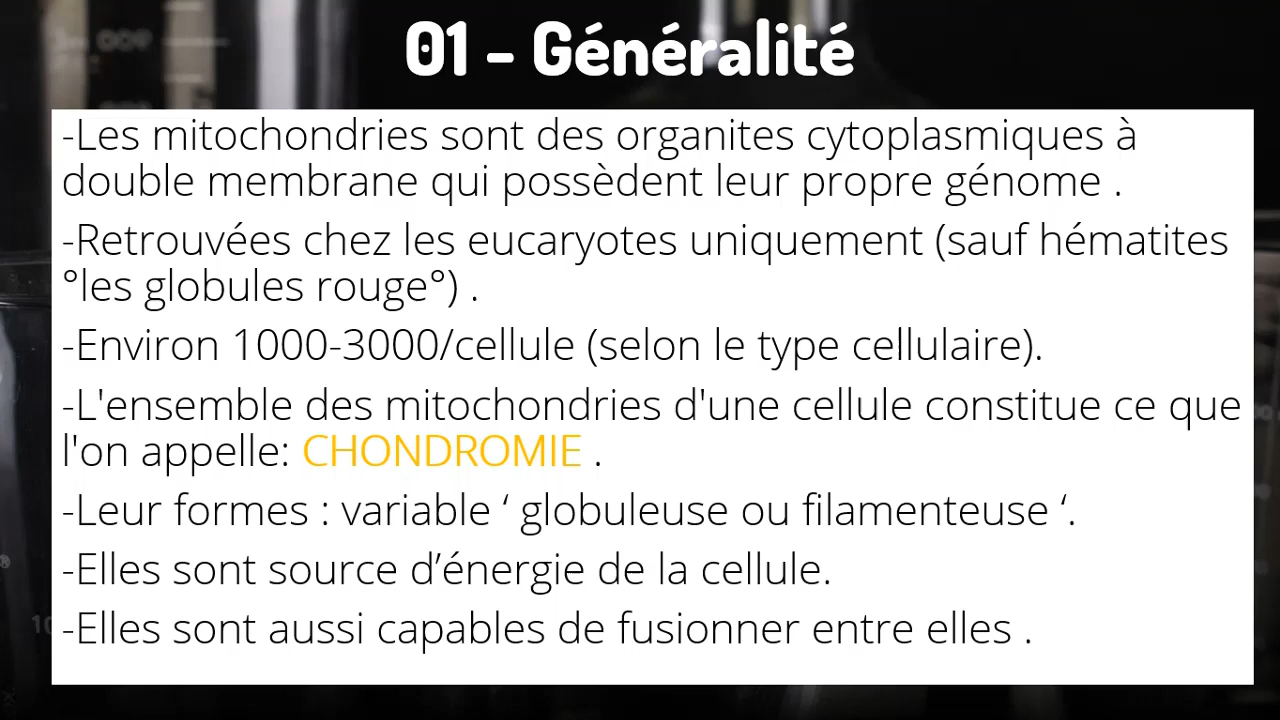 01 - Généralité
-Les mitochondries sont des organites cytoplasmiques à
double membrane qui possèdent leur propre génome .
-Retrouvées chez les eucaryotes uniquement (sauf hématites
°les globules rouge°) .
-Environ 1000-3000/cellule (selon le type cellulaire).
-L'ensemble des mitochondries d'une cellule constitue ce que
l'on appelle: CHONDROMIE .
-Leur formes : variable ‘ globuleuse ou filamenteuse ‘.
-Elles sont source d’énergie de la cellule.
-Elles sont aussi capables de fusionner entre elles .